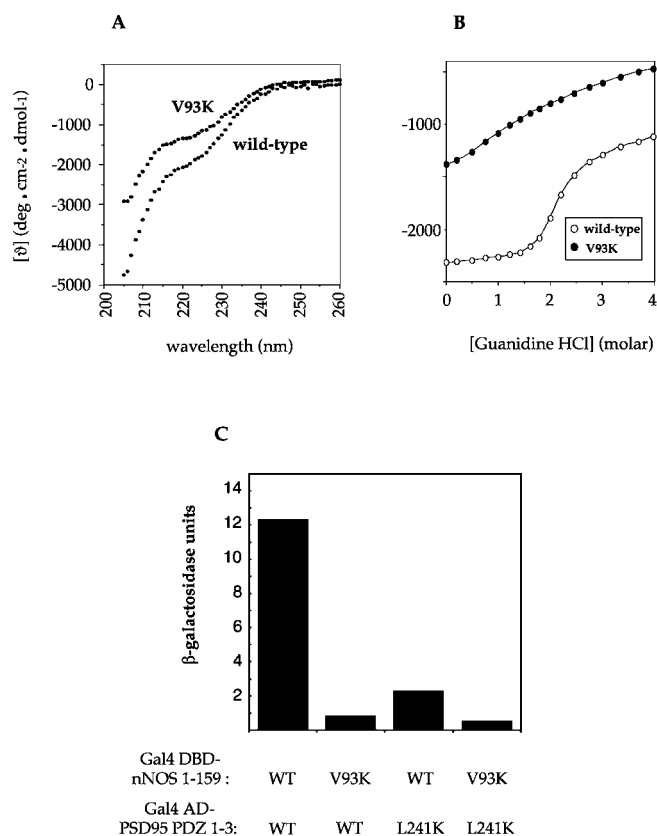 A
0
-1000
-2000
-3000
-4000
-5000
[ϑ] (deg . cm-2 . dmol-1)
V93K
wild-type
200
210
220
230
240
250
260
wavelength (nm)
B
-1000
-2000
wild-type
V93K
0 1 2 3 4
[Guanidine HCl] (molar)
C
14
12
10
8
6
4
2
β-galactosidase units
Gal4 DBD-
nNOS 1-159 : WT V93K WT V93K
Gal4 AD-
PSD95 PDZ 1-3: WT WT L241K L241K